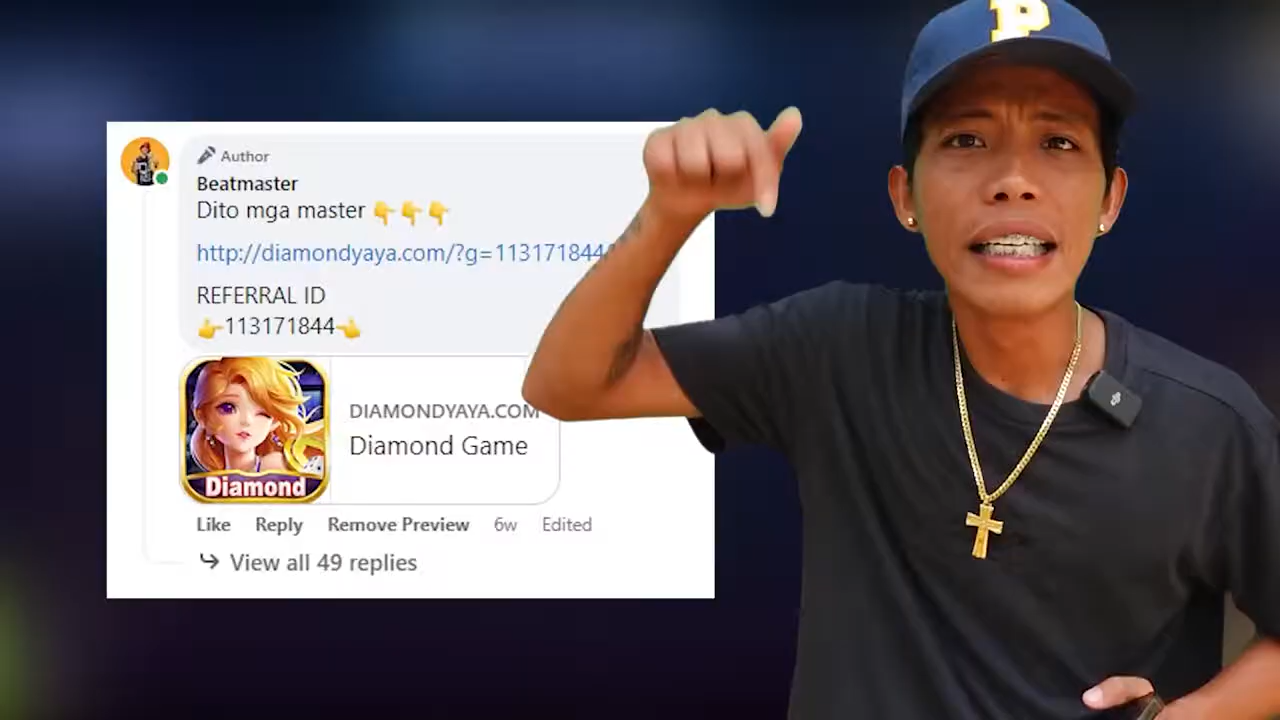 P
Author
Beatmaster
Dito mga master 👇👇👇
http://diamondyaya.com/?g=113171844
REFERRAL ID
👉113171844👈
Diamond
DIAMONDYAYA.COM
Diamond Game
Like Reply Remove Preview 6w Edited
View all 49 replies